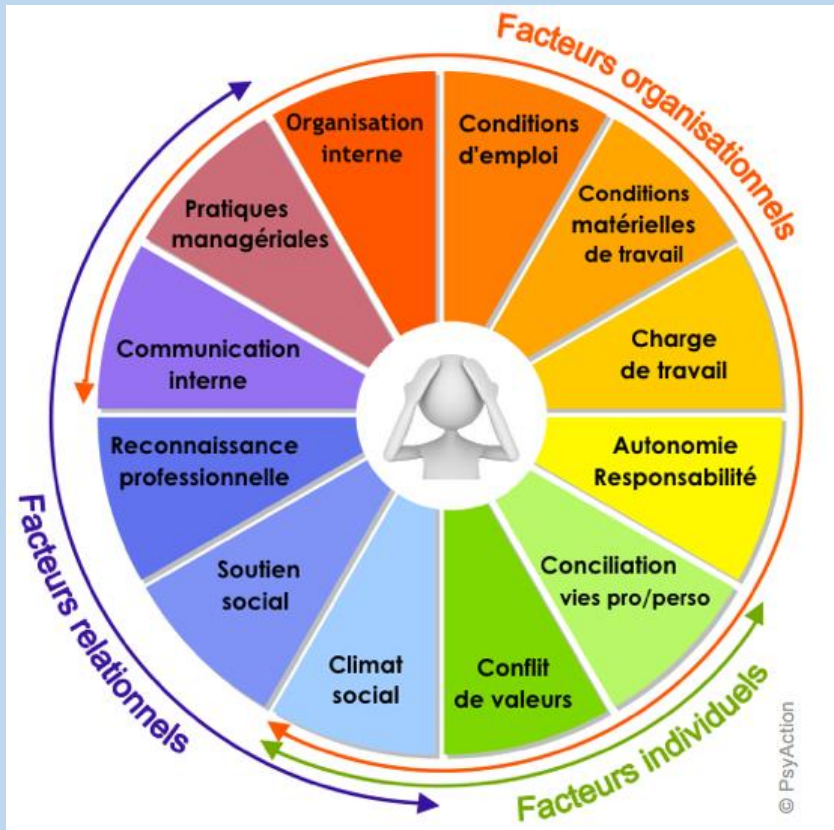 Facteurs organisationnels
Organisation
interne
Conditions
d'emploi
Conditions
matérielles
de travail
Charge
de travail
Autonomie
Responsabilité
Conciliation
vies pro/perso
Conflit
de valeurs
Climat
social
Soutien
social
Reconnaissance
professionnelle
Communication
interne
Pratiques
managériales
Facteurs relationnels
Facteurs individuels
© PsyAction